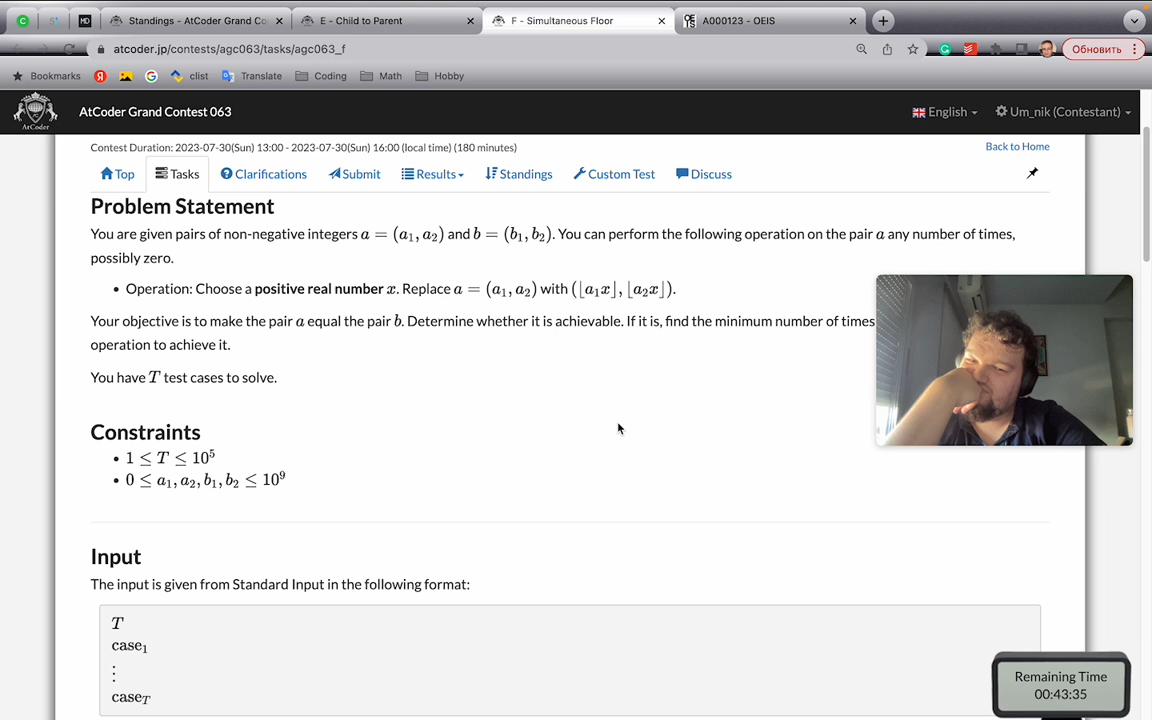 Standings - AtCoder Grand Co
E - Child to Parent
F - Simultaneous Floor
A000123 - OEIS
atcoder.jp/contests/agc063/tasks/agc063_f
Обновить
Bookmarks
clist
Translate
Coding
Math
Hobby
AtCoder
AtCoder Grand Contest 063
English
Um_nik (Contestant)
Contest Duration: 2023-07-30(Sun) 13:00 - 2023-07-30(Sun) 16:00 (local time) (180 minutes)
Back to Home
Top
Tasks
Clarifications
Submit
Results
Standings
Custom Test
Discuss
Problem Statement
You are given pairs of non-negative integers a = (a₁, a₂) and b = (b₁, b₂). You can perform the following operation on the pair a any number of times,
possibly zero.
• Operation: Choose a positive real number x. Replace a = (a₁, a₂) with (⌊a₁x⌋, ⌊a₂x⌋).
Your objective is to make the pair a equal the pair b. Determine whether it is achievable. If it is, find the minimum number of times
operation to achieve it.
You have T test cases to solve.
Constraints
• 1 ≤ T ≤ 10⁵
• 0 ≤ a₁, a₂, b₁, b₂ ≤ 10⁹
Input
The input is given from Standard Input in the following format:
T
case₁
⋮
case_T
Remaining Time
00:43:35